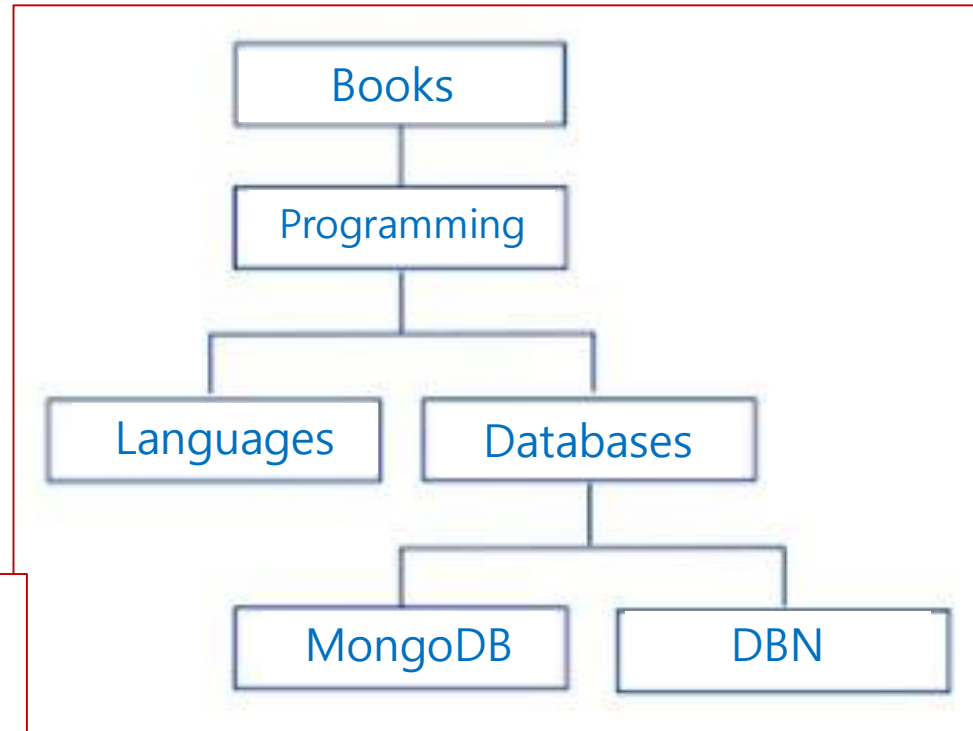 Books
Programming
Languages
Databases
MongoDB
DBN